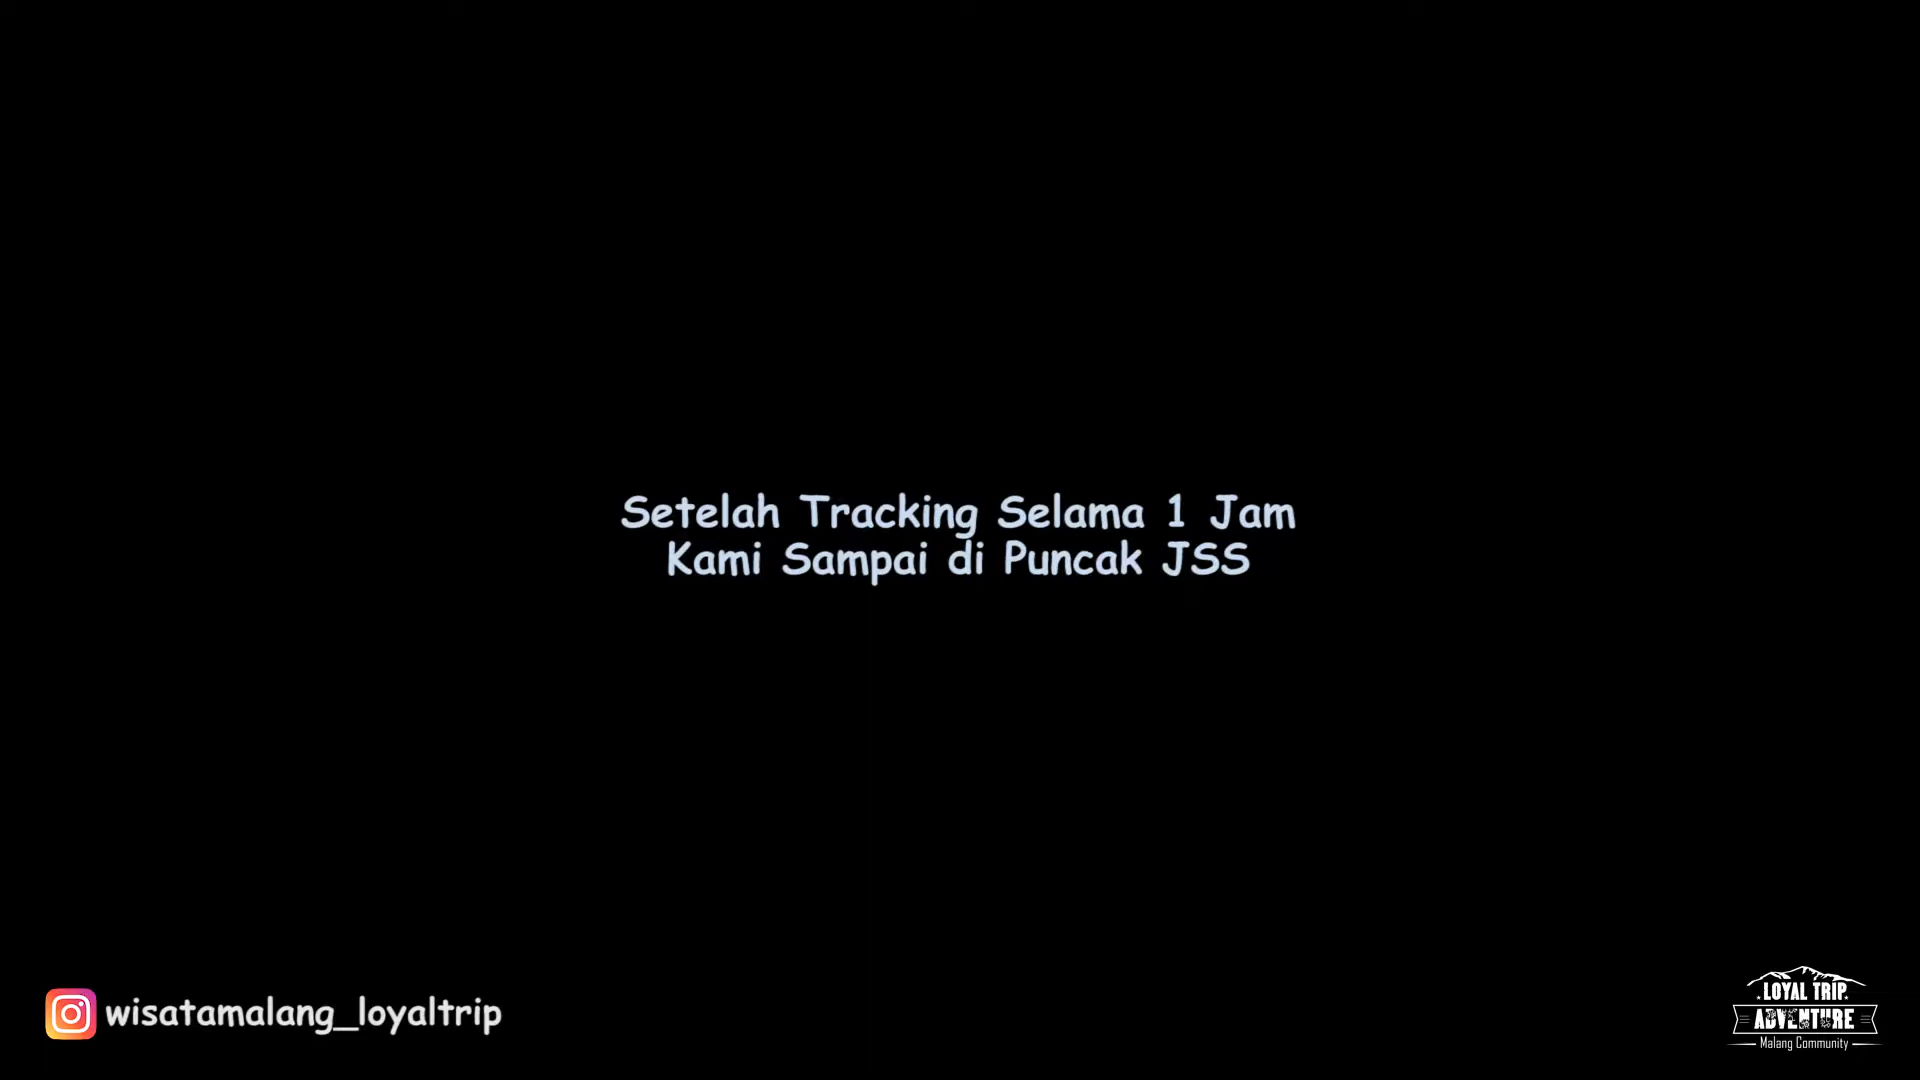 Setelah Tracking Selama 1 Jam
Kami Sampai di Puncak JSS
wisatamalang_loyaltrip
LOYAL TRIP
ADVENTURE
Malang Community